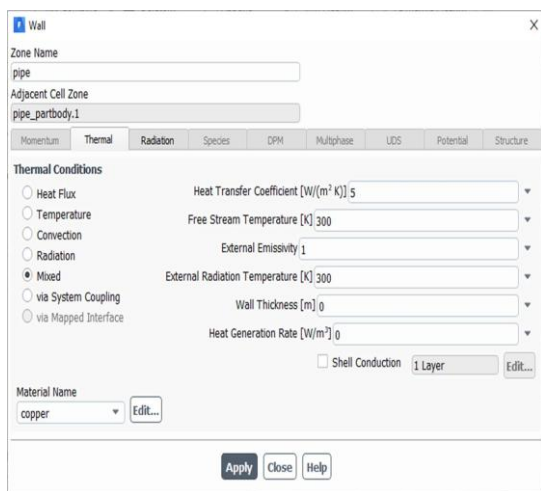 Wall
Zone Name
pipe
Adjacent Cell Zone
pipe_partbody.1
Momentum Thermal Radiation Species DPM Multiphase UDS Potential Structure
Thermal Conditions
Heat Flux
Temperature
Convection
Radiation
Mixed
via System Coupling
via Mapped Interface
Heat Transfer Coefficient [W/(m² K)] 5
Free Stream Temperature [K] 300
External Emissivity 1
External Radiation Temperature [K] 300
Wall Thickness [m] 0
Heat Generation Rate [W/m³] 0
Shell Conduction 1 Layer Edit...
Material Name
copper Edit...
Apply Close Help